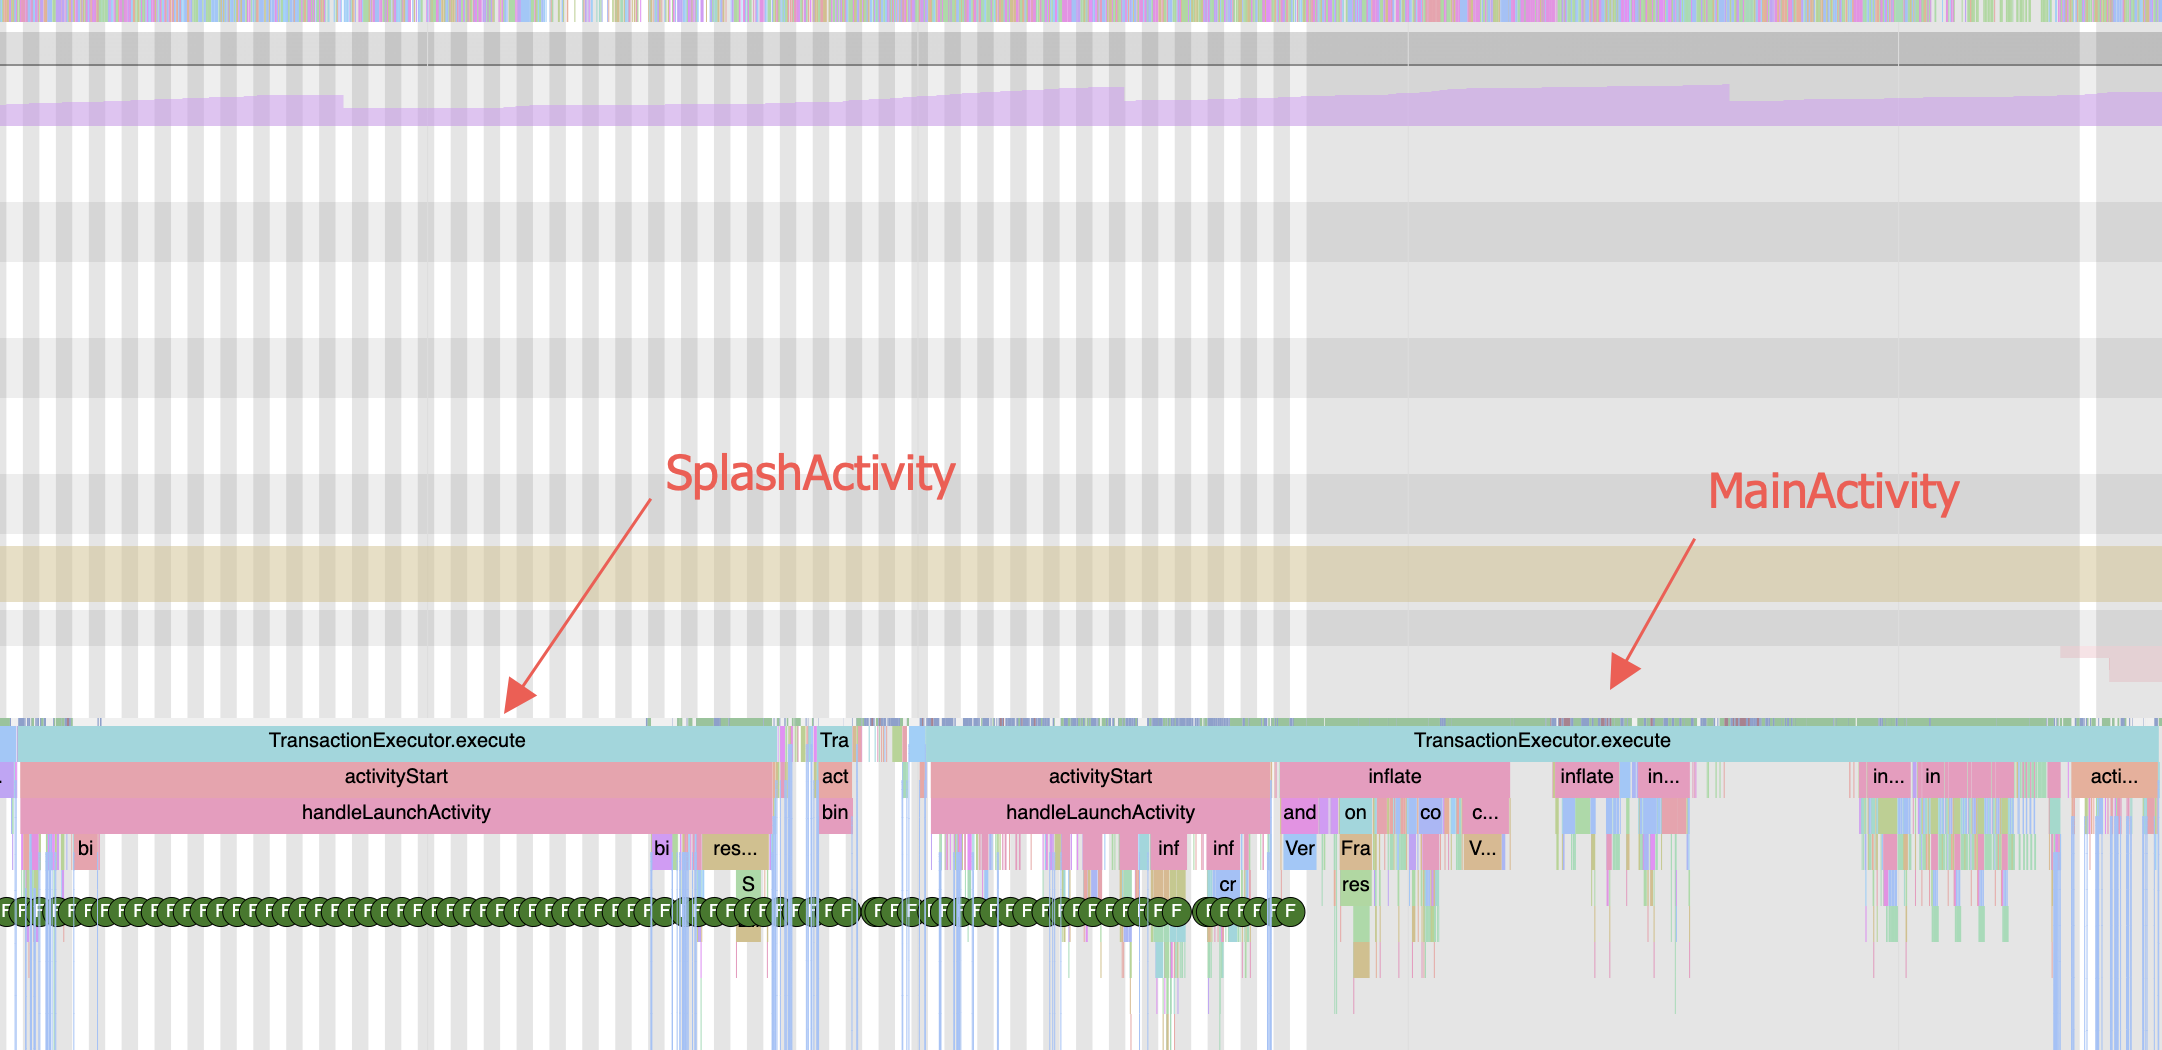 SplashActivity
MainActivity
TransactionExecutor.execute Tra TransactionExecutor.execute
activityStart act activityStart inflate inflate in... in... in acti...
handleLaunchActivity bin handleLaunchActivity and on co c...
bi bi res... inf inf Ver Fra V...
S cr res